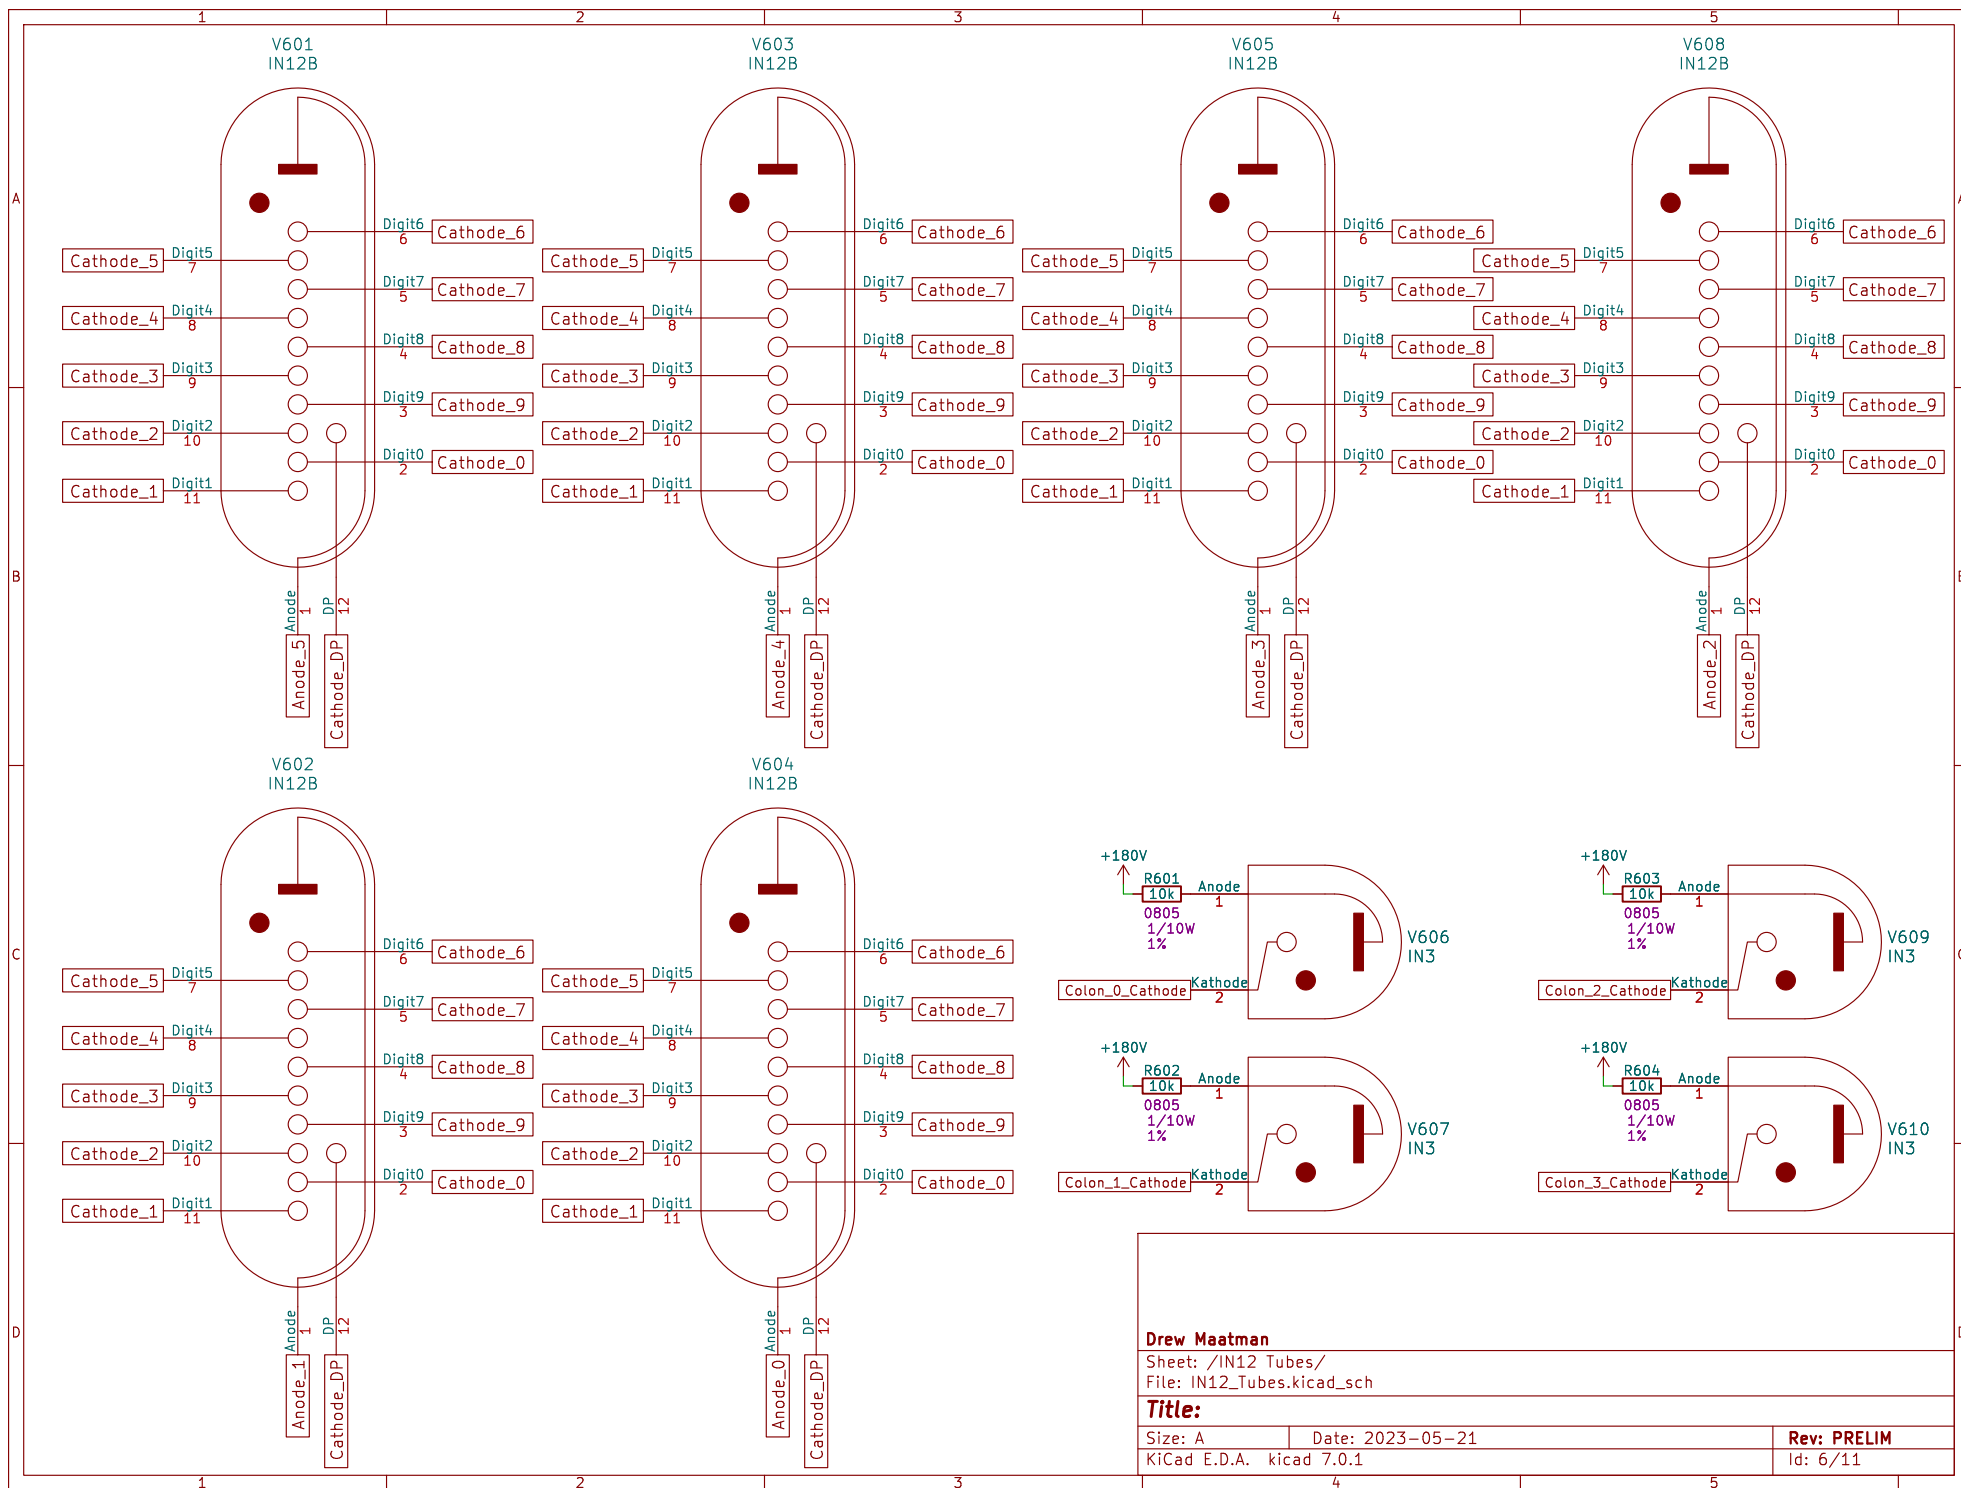 1 2 3 4 5
V601
IN12B
V603
IN12B
V605
IN12B
V608
IN12B
A
Digit6
6
Cathode_6
Cathode_5
Digit5
7
Digit7
5
Cathode_7
Cathode_4
Digit4
8
Digit8
4
Cathode_8
Cathode_3
Digit3
9
Digit9
3
Cathode_9
Cathode_2
Digit2
10
Digit0
2
Cathode_0
Cathode_1
Digit1
11
Anode
1
DP
12
Anode_5
Cathode_DP
Digit6
6
Cathode_6
Cathode_5
Digit5
7
Digit7
5
Cathode_7
Cathode_4
Digit4
8
Digit8
4
Cathode_8
Cathode_3
Digit3
9
Digit9
3
Cathode_9
Cathode_2
Digit2
10
Digit0
2
Cathode_0
Cathode_1
Digit1
11
Anode
1
DP
12
Anode_4
Cathode_DP
Digit6
6
Cathode_6
Cathode_5
Digit5
7
Digit7
5
Cathode_7
Cathode_4
Digit4
8
Digit8
4
Cathode_8
Cathode_3
Digit3
9
Digit9
3
Cathode_9
Cathode_2
Digit2
10
Digit0
2
Cathode_0
Cathode_1
Digit1
11
Anode
1
DP
12
Anode_3
Cathode_DP
Digit6
6
Cathode_6
Cathode_5
Digit5
7
Digit7
5
Cathode_7
Cathode_4
Digit4
8
Digit8
4
Cathode_8
Cathode_3
Digit3
9
Digit9
3
Cathode_9
Cathode_2
Digit2
10
Digit0
2
Cathode_0
Cathode_1
Digit1
11
Anode
1
DP
12
Anode_2
Cathode_DP
B
V602
IN12B
V604
IN12B
C
Digit6
6
Cathode_6
Cathode_5
Digit5
7
Digit7
5
Cathode_7
Cathode_4
Digit4
8
Digit8
4
Cathode_8
Cathode_3
Digit3
9
Digit9
3
Cathode_9
Cathode_2
Digit2
10
Digit0
2
Cathode_0
Cathode_1
Digit1
11
Anode
1
DP
12
Anode_1
Cathode_DP
Digit6
6
Cathode_6
Cathode_5
Digit5
7
Digit7
5
Cathode_7
Cathode_4
Digit4
8
Digit8
4
Cathode_8
Cathode_3
Digit3
9
Digit9
3
Cathode_9
Cathode_2
Digit2
10
Digit0
2
Cathode_0
Cathode_1
Digit1
11
Anode
1
DP
12
Anode_0
Cathode_DP
+180V
R601
10k
0805
1/10W
1%
Anode
1
V606
IN3
Colon_0_Cathode
Kathode
2
+180V
R603
10k
0805
1/10W
1%
Anode
1
V609
IN3
Colon_2_Cathode
Kathode
2
+180V
R602
10k
0805
1/10W
1%
Anode
1
V607
IN3
Colon_1_Cathode
Kathode
2
+180V
R604
10k
0805
1/10W
1%
Anode
1
V610
IN3
Colon_3_Cathode
Kathode
2
D
Drew Maatman
Sheet: /IN12 Tubes/
File: IN12_Tubes.kicad_sch
Title:
Size: A
Date: 2023-05-21
Rev: PRELIM
KiCad E.D.A. kicad 7.0.1
Id: 6/11
1 2 3 4 5